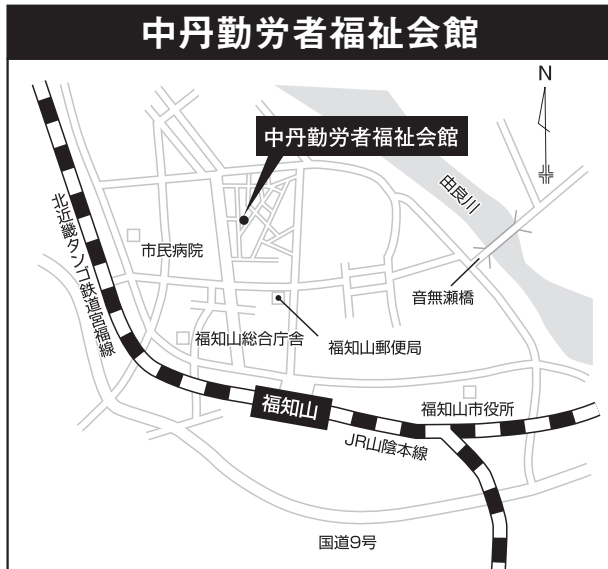 中丹勤労者福祉会館
N
中丹勤労者福祉会館
由良川
北近畿タンゴ鉄道宮福線
市民病院
音無瀬橋
福知山総合庁舎
福知山郵便局
福知山
福知山市役所
JR山陰本線
国道9号